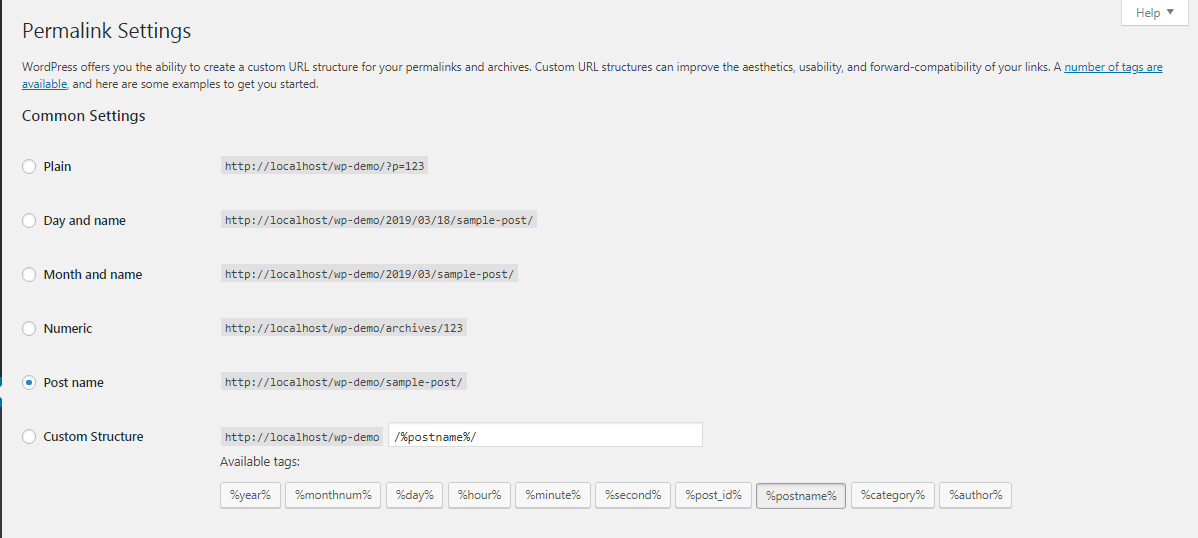 Help
Permalink Settings
WordPress offers you the ability to create a custom URL structure for your permalinks and archives. Custom URL structures can improve the aesthetics, usability, and forward-compatibility of your links. A number of tags are
available, and here are some examples to get you started.
Common Settings
Plain http://localhost/wp-demo/?p=123
Day and name http://localhost/wp-demo/2019/03/18/sample-post/
Month and name http://localhost/wp-demo/2019/03/sample-post/
Numeric http://localhost/wp-demo/archives/123
Post name http://localhost/wp-demo/sample-post/
Custom Structure http://localhost/wp-demo /%postname%/
Available tags:
%year% %monthnum% %day% %hour% %minute% %second% %post_id% %postname% %category% %author%